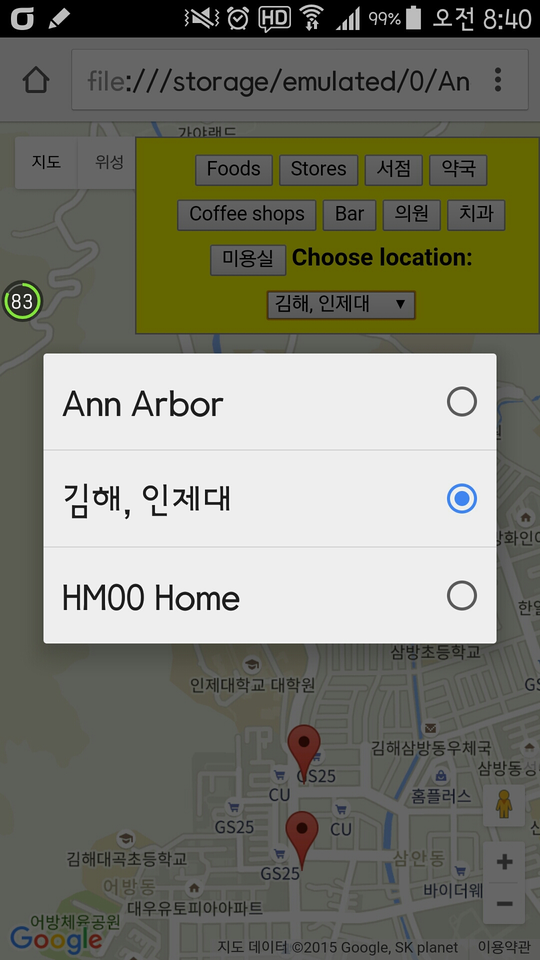 HD 99% 오전 8:40
file:///storage/emulated/0/An
가야랜드
지도 위성
Foods Stores 서점 약국
Coffee shops Bar 의원 치과
미용실 Choose location:
김해, 인제대 ▼
83
Ann Arbor
김해, 인제대
HM00 Home
삼방초등학교
인제대학교 대학원
김해삼방동우체국
GS25
CU
홈플러스
GS25
CU
김해대곡초등학교
GS25
삼안동
어방동
바이더웨
대우유토피아아파트
어방체육공원
Google
지도 데이터 ©2015 Google, SK planet 이용약관